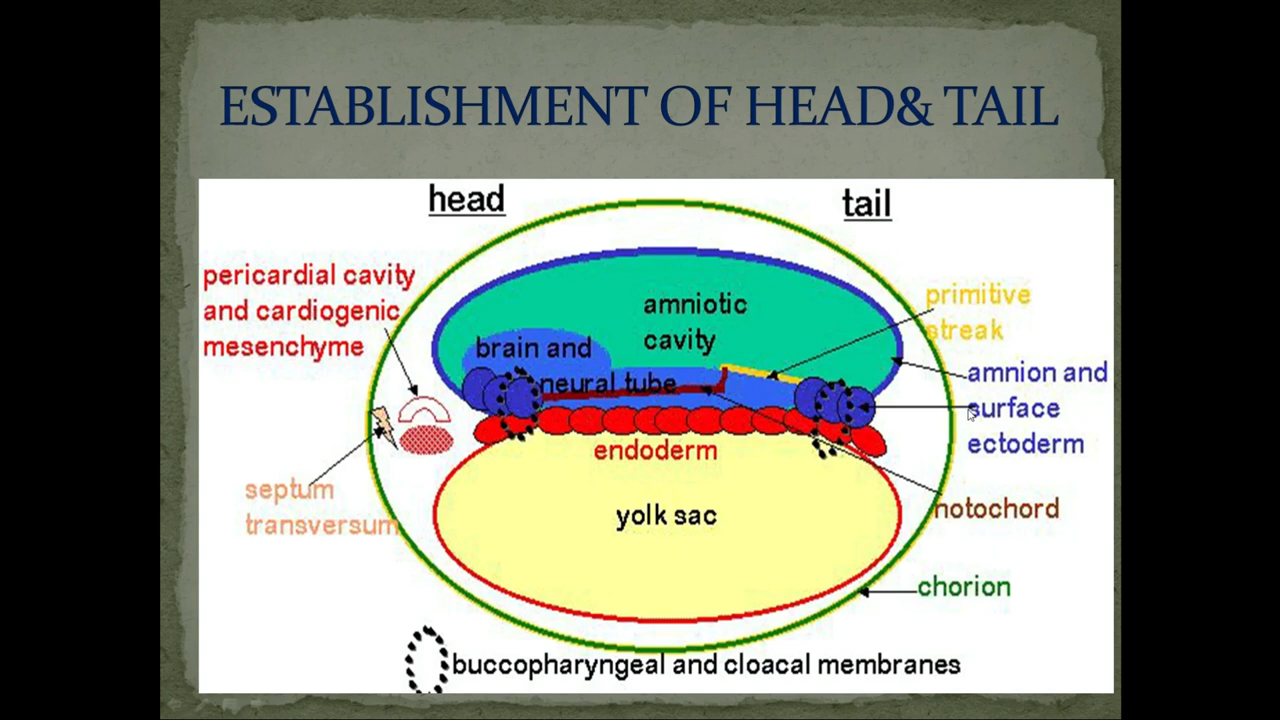 ESTABLISHMENT OF HEAD& TAIL
head
tail
pericardial cavity
and cardiogenic
mesenchyme
amniotic
cavity
primitive
streak
brain and
neural tube
amnion and
surface
ectoderm
endoderm
septum
transversum
yolk sac
notochord
chorion
buccopharyngeal and cloacal membranes